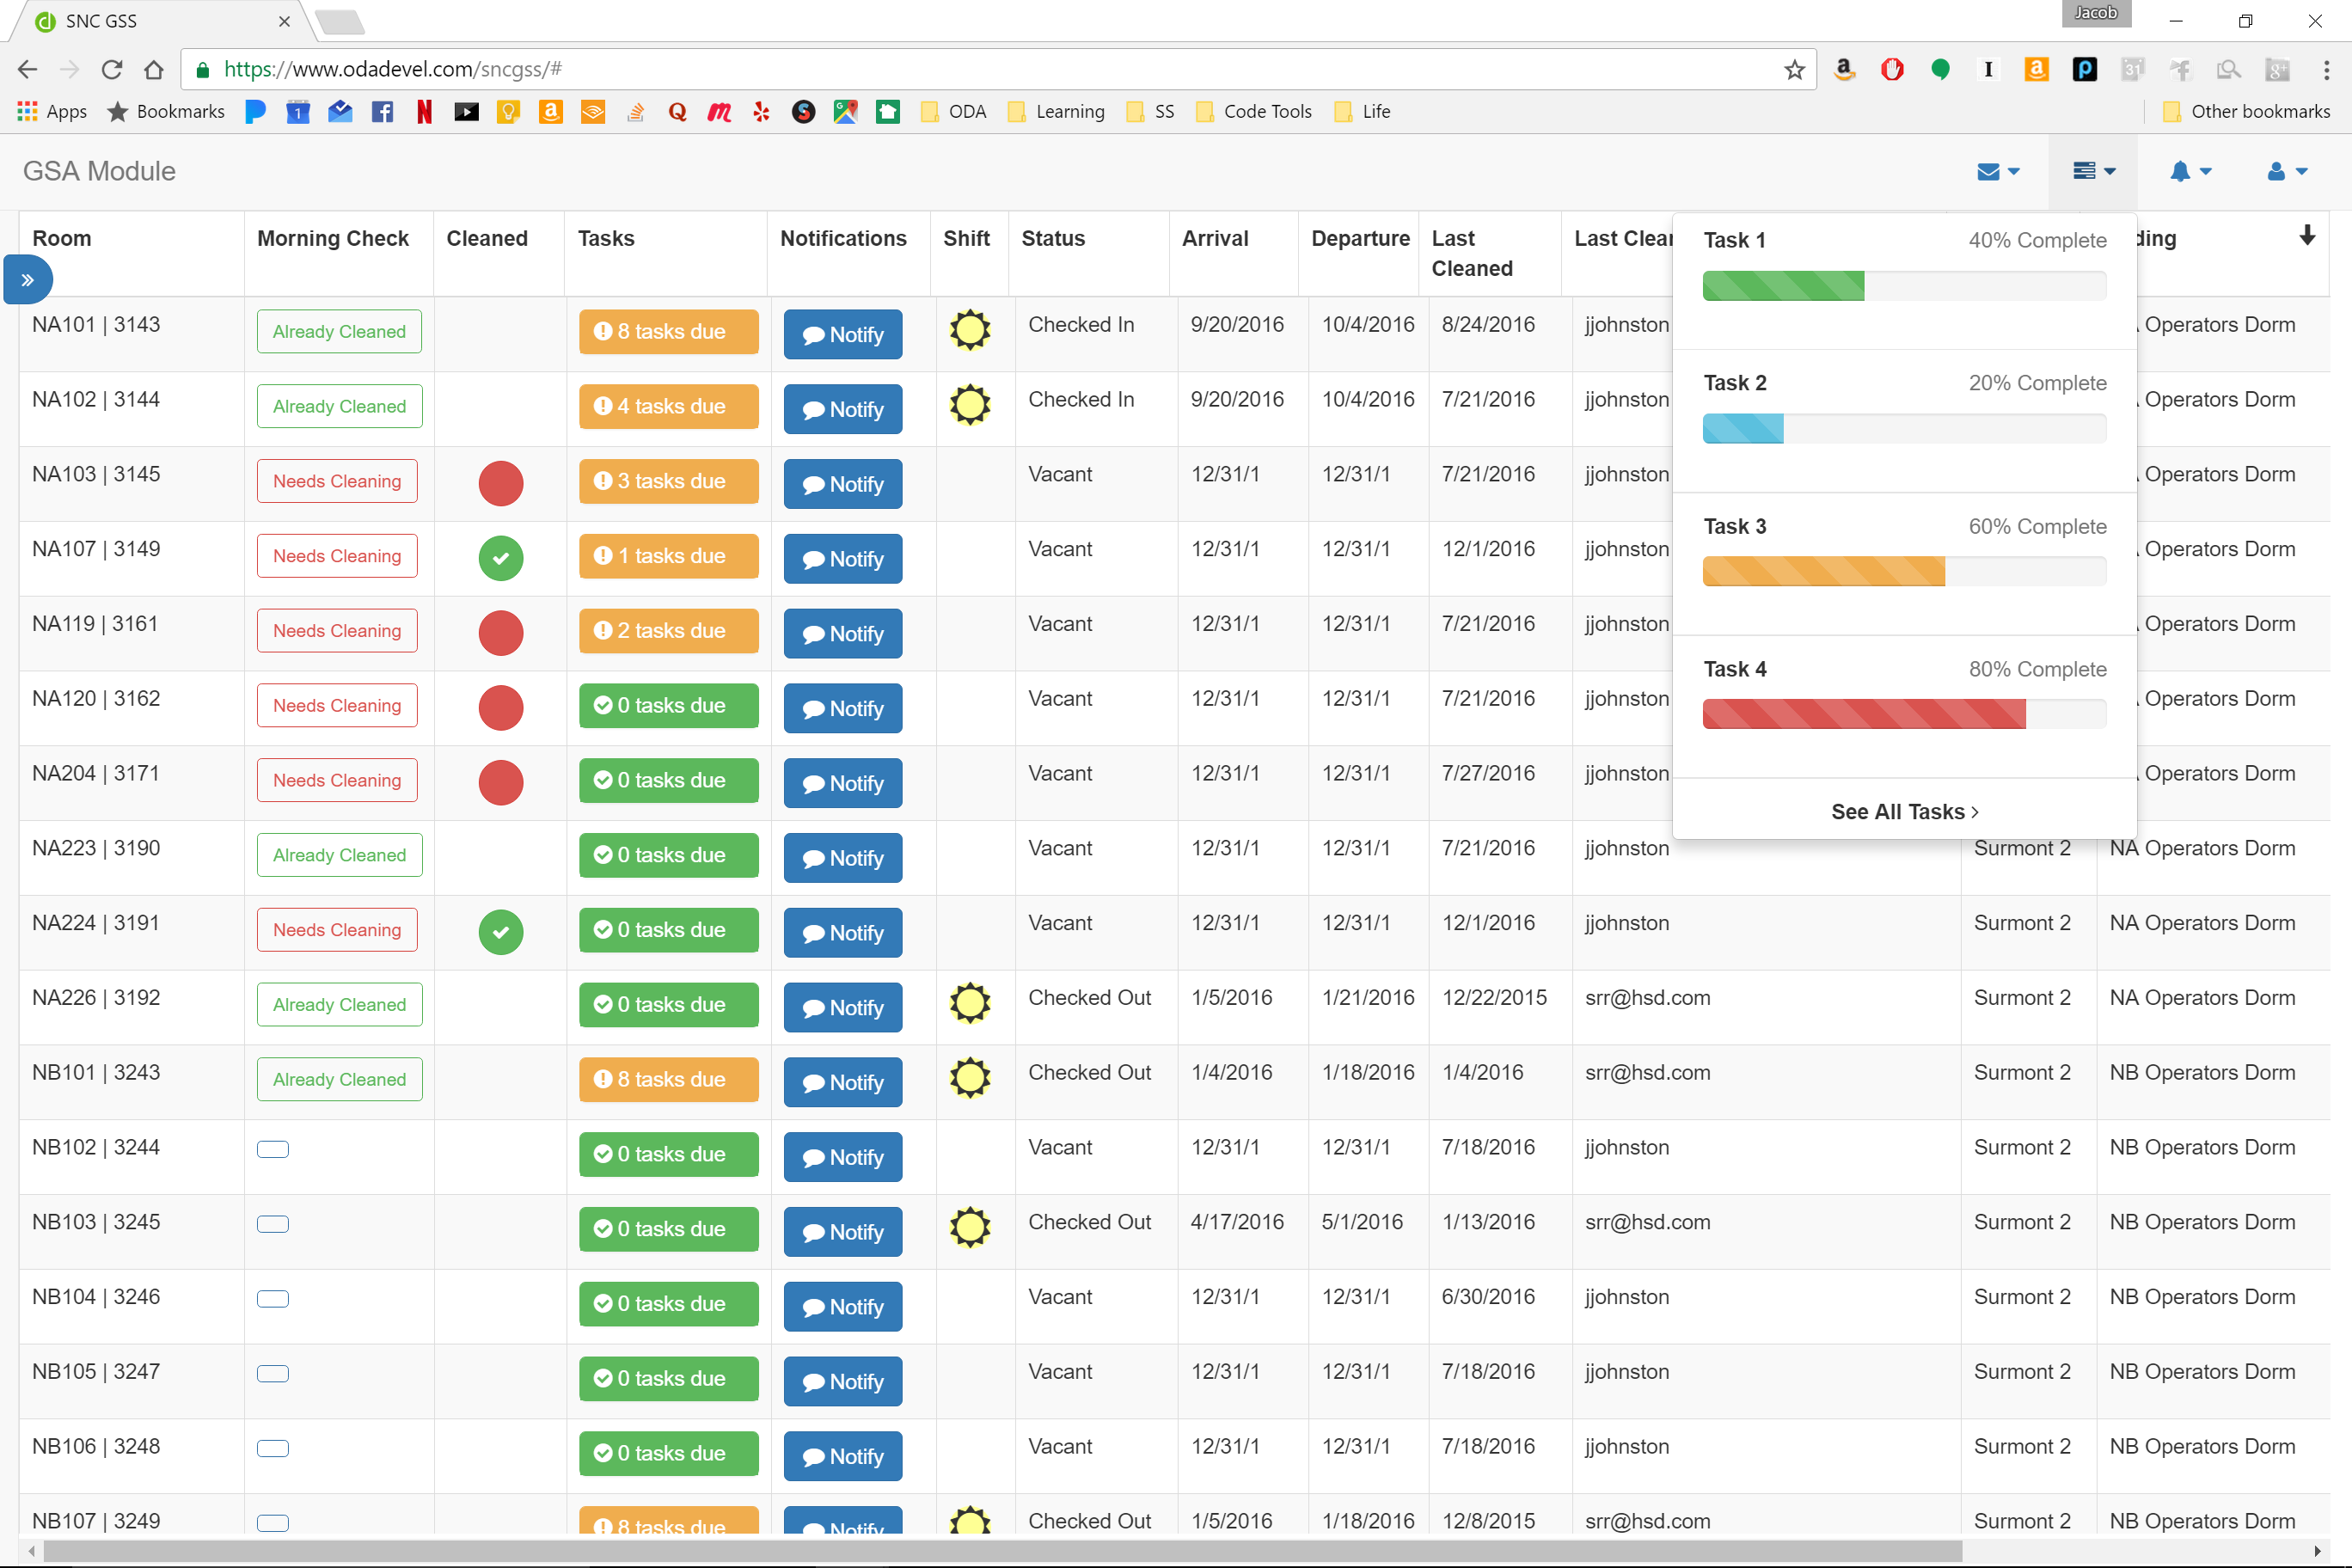 SNC GSS
Jacob
https://www.odadevel.com/sncgss/#
Apps Bookmarks ODA Learning SS Code Tools Life Other bookmarks
GSA Module
Room Morning Check Cleaned Tasks Notifications Shift Status Arrival Departure Last Cleaned Last Clear ding
Task 1 40% Complete
Task 2 20% Complete
Task 3 60% Complete
Task 4 80% Complete
See All Tasks
NA101 | 3143 Already Cleaned 8 tasks due Notify Checked In 9/20/2016 10/4/2016 8/24/2016 jjohnston Operators Dorm
NA102 | 3144 Already Cleaned 4 tasks due Notify Checked In 9/20/2016 10/4/2016 7/21/2016 jjohnston Operators Dorm
NA103 | 3145 Needs Cleaning 3 tasks due Notify Vacant 12/31/1 12/31/1 7/21/2016 jjohnston Operators Dorm
NA107 | 3149 Needs Cleaning 1 tasks due Notify Vacant 12/31/1 12/31/1 12/1/2016 jjohnston Operators Dorm
NA119 | 3161 Needs Cleaning 2 tasks due Notify Vacant 12/31/1 12/31/1 7/21/2016 jjohnston Operators Dorm
NA120 | 3162 Needs Cleaning 0 tasks due Notify Vacant 12/31/1 12/31/1 7/21/2016 jjohnston Operators Dorm
NA204 | 3171 Needs Cleaning 0 tasks due Notify Vacant 12/31/1 12/31/1 7/27/2016 jjohnston Operators Dorm
NA223 | 3190 Already Cleaned 0 tasks due Notify Vacant 12/31/1 12/31/1 7/21/2016 jjohnston Surmont 2 NA Operators Dorm
NA224 | 3191 Needs Cleaning 0 tasks due Notify Vacant 12/31/1 12/31/1 12/1/2016 jjohnston Surmont 2 NA Operators Dorm
NA226 | 3192 Already Cleaned 0 tasks due Notify Checked Out 1/5/2016 1/21/2016 12/22/2015 srr@hsd.com Surmont 2 NA Operators Dorm
NB101 | 3243 Already Cleaned 8 tasks due Notify Checked Out 1/4/2016 1/18/2016 1/4/2016 srr@hsd.com Surmont 2 NB Operators Dorm
NB102 | 3244 0 tasks due Notify Vacant 12/31/1 12/31/1 7/18/2016 jjohnston Surmont 2 NB Operators Dorm
NB103 | 3245 0 tasks due Notify Checked Out 4/17/2016 5/1/2016 1/13/2016 srr@hsd.com Surmont 2 NB Operators Dorm
NB104 | 3246 0 tasks due Notify Vacant 12/31/1 12/31/1 6/30/2016 jjohnston Surmont 2 NB Operators Dorm
NB105 | 3247 0 tasks due Notify Vacant 12/31/1 12/31/1 7/18/2016 jjohnston Surmont 2 NB Operators Dorm
NB106 | 3248 0 tasks due Notify Vacant 12/31/1 12/31/1 7/18/2016 jjohnston Surmont 2 NB Operators Dorm
NB107 | 3249 8 tasks due Notify Checked Out 1/5/2016 1/18/2016 12/8/2015 srr@hsd.com Surmont 2 NB Operators Dorm